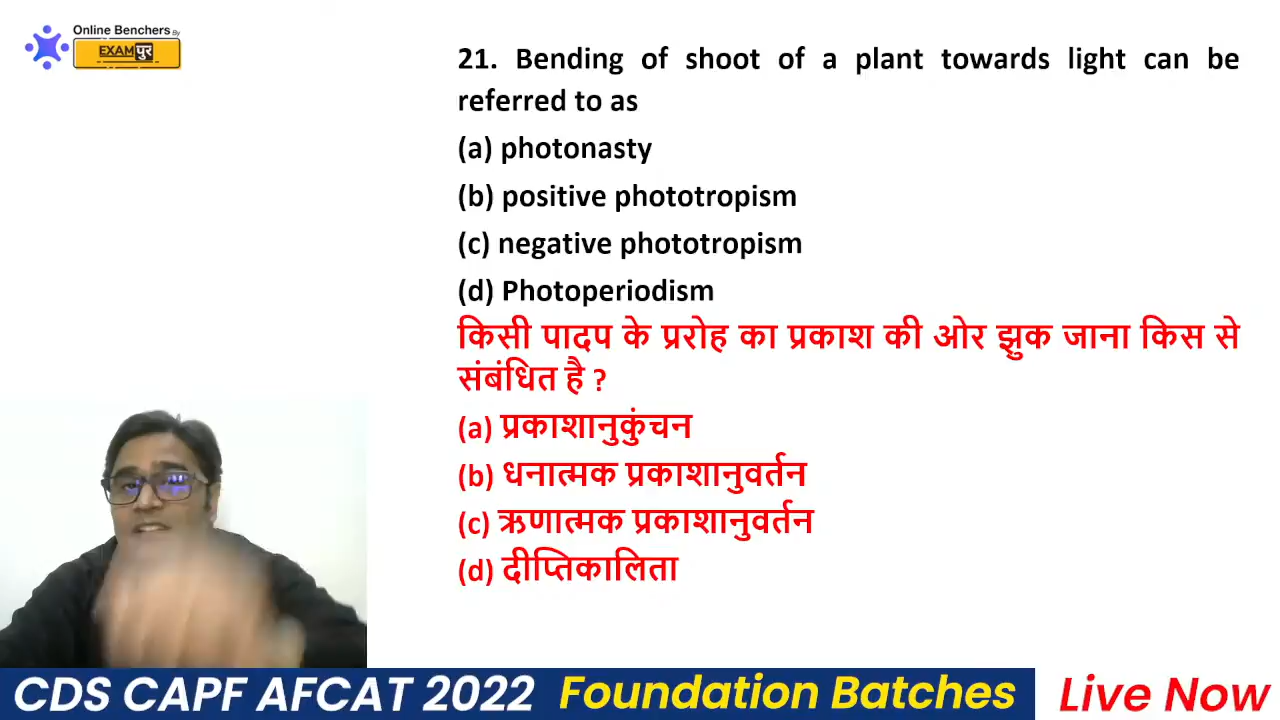 Online Benchers By
EXAMपुर
21. Bending of shoot of a plant towards light can be
referred to as
(a) photonasty
(b) positive phototropism
(c) negative phototropism
(d) Photoperiodism
किसी पादप के प्ररोह का प्रकाश की ओर झुक जाना किस से
संबंधित है ?
(a) प्रकाशानुकुंचन
(b) धनात्मक प्रकाशानुवर्तन
(c) ऋणात्मक प्रकाशानुवर्तन
(d) दीप्तिकालिता
CDS CAPF AFCAT 2022 Foundation Batches Live Now